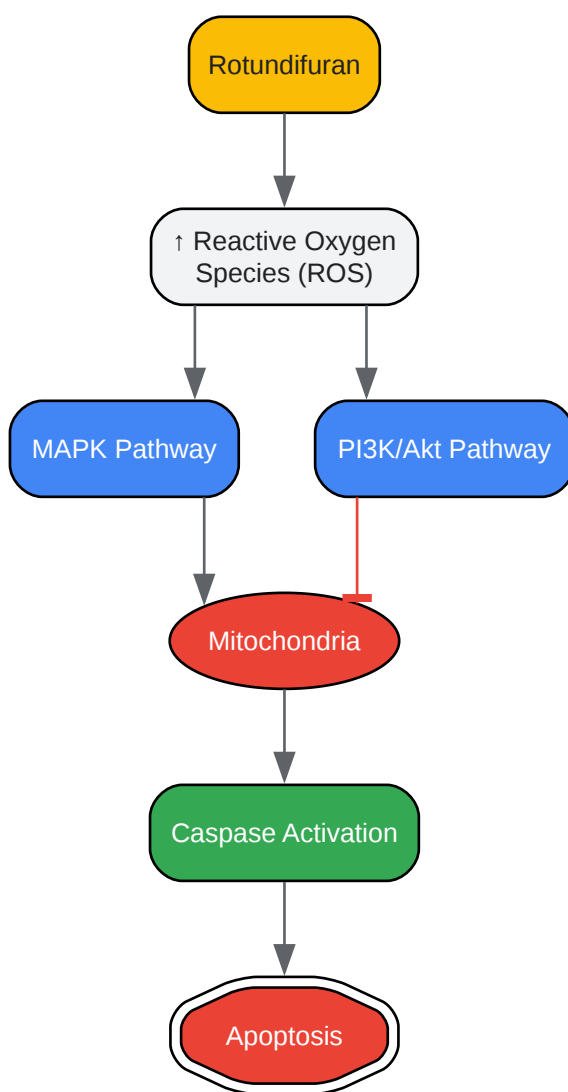 Rotundifuran
↑ Reactive Oxygen
Species (ROS)
MAPK Pathway
PI3K/Akt Pathway
Mitochondria
Caspase Activation
Apoptosis